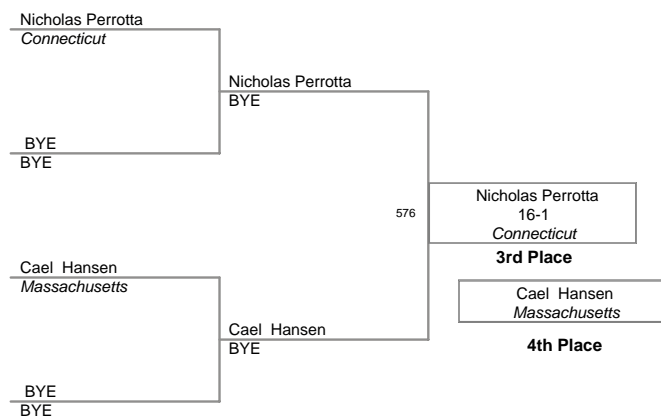 Nicholas Perrotta
Connecticut
Nicholas Perrotta
BYE
BYE
BYE
576
Nicholas Perrotta
16-1
Connecticut
3rd Place
Cael Hansen
Massachusetts
Cael Hansen
Massachusetts
4th Place
Cael Hansen
BYE
BYE
BYE